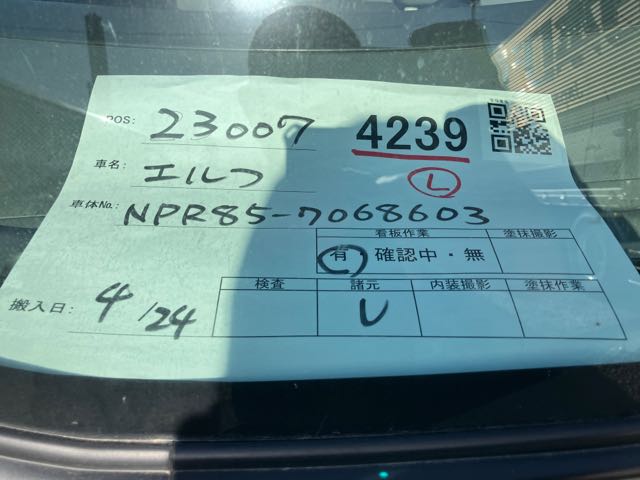 POS: 23007 4239
車名: エルフ L
車体No.: NPR85-7068603
看板作業 塗抹撮影
有・確認中・無
検査 諸元 内装撮影 塗抹作業
搬入日: 4/24 レ